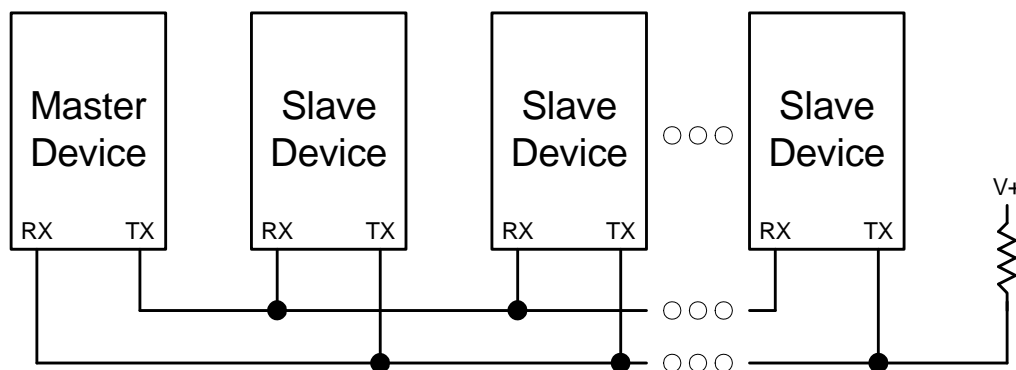 Master
Device
Slave
Device
Slave
Device
Slave
Device
RX TX
RX TX
RX TX
RX TX
V+